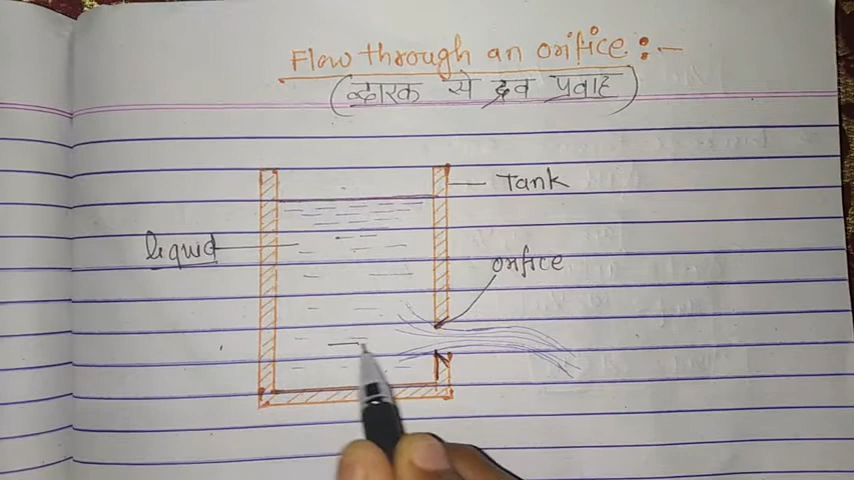 Flow through an orifice :-
(द्वारक से द्रव प्रवाह)
Tank
liquid
orifice